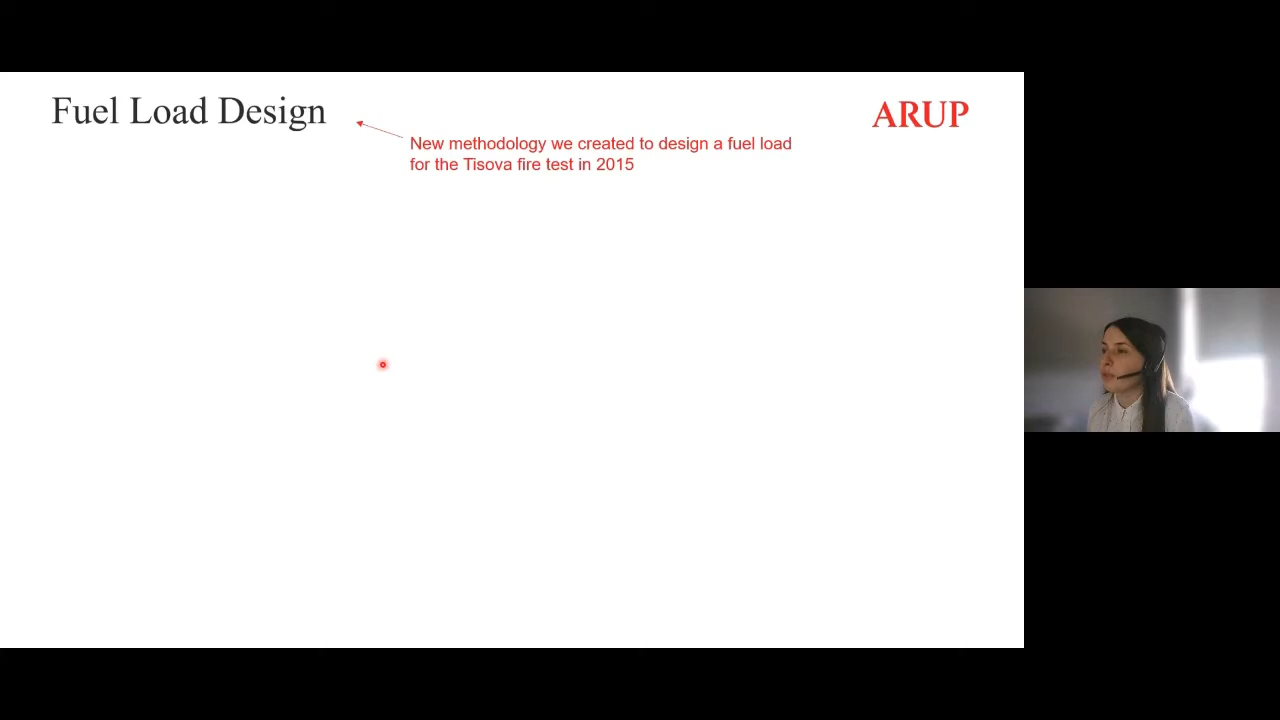 Fuel Load Design
ARUP
New methodology we created to design a fuel load
for the Tisova fire test in 2015